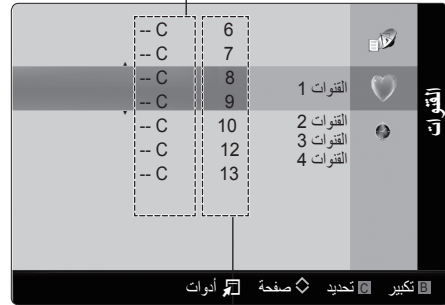 القنوات
6 C --
7 C --
القنوات 1 8 C --
9 C --
القنوات 2 10 C --
القنوات 3 12 C --
القنوات 4 13 C --
B تكبير C تحديد صفحة أدوات